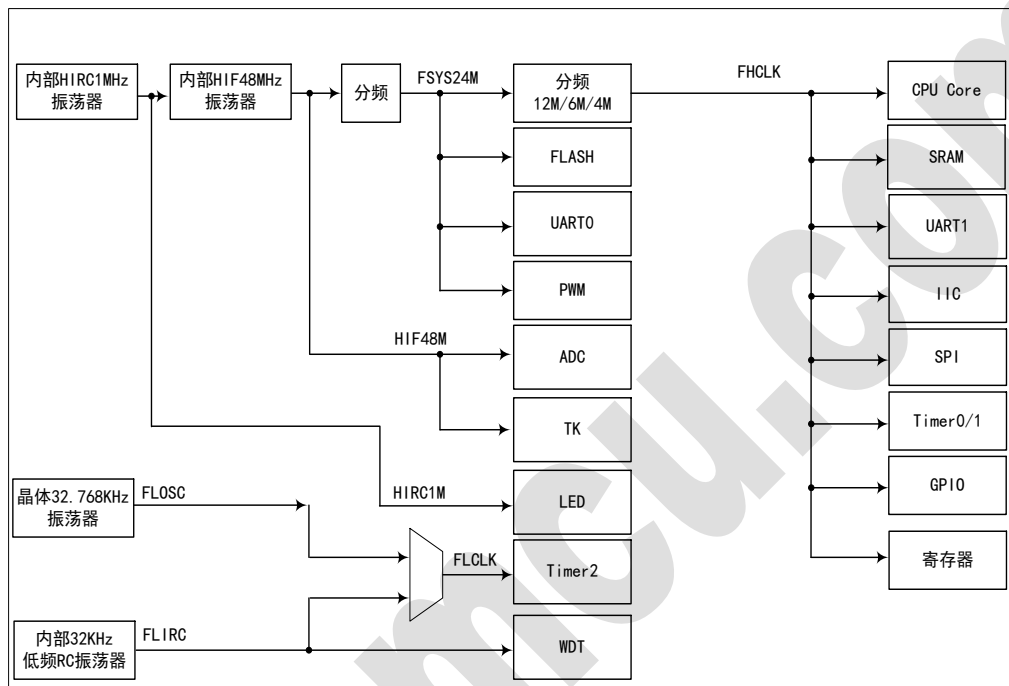 内部HIRC1MHz
振荡器
内部HIF48MHz
振荡器
分频
FSYS24M
分频
12M/6M/4M
FHCLK
CPU Core
FLASH
SRAM
UART0
UART1
PWM
IIC
HIF48M
ADC
SPI
TK
Timer0/1
晶体32.768KHz
振荡器
FLOSC
HIRC1M
LED
GPIO
FLCLK
Timer2
寄存器
内部32KHz
低频RC振荡器
FLIRC
WDT
mcu.com